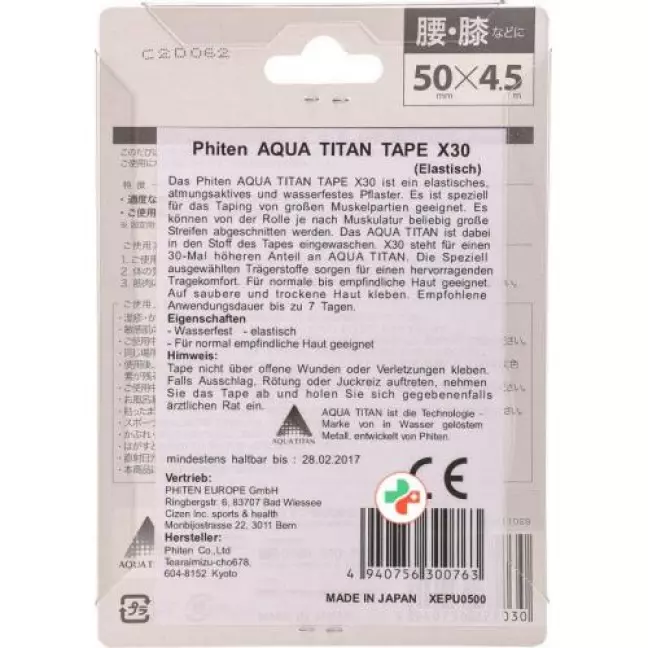 C2D062
腰・膝などに
50×4.5
mm m
Phiten AQUA TITAN TAPE X30
(Elastisch)
Das Phiten AQUA TITAN TAPE X30 ist ein elastisches,
atmungsaktives und wasserfestes Pflaster. Es ist speziell
für das Taping von großen Muskelpartien geeignet. Es
können von der Rolle je nach Muskulatur beliebig große
Streifen abgeschnitten werden. Das AQUA TITAN ist dabei
in den Stoff des Tapes eingewaschen. X30 steht für einen
30-Mal höheren Anteil an AQUA TITAN. Die Speziell
ausgewählten Trägerstoffe sorgen für einen hervorragenden
Tragekomfort. Für normale bis empfindliche Haut geeignet.
Auf saubere und trockene Haut kleben. Empfohlene
Anwendungsdauer bis zu 7 Tagen.
Eigenschaften
- Wasserfest - elastisch
- Für normal empfindliche Haut geeignet
Hinweis:
Tape nicht über offene Wunden oder Verletzungen kleben.
Falls Ausschlag, Rötung oder Juckreiz auftreten, nehmen
Sie das Tape ab und holen Sie sich gegebenenfalls
ärztlichen Rat ein.
AQUA TITAN ist die Technologie -
Marke von in Wasser gelöstem
Metall, entwickelt von Phiten.
AQUATITAN
mindestens haltbar bis : 28.02.2017
Vertrieb:
PHITEN EUROPE GmbH
Ringbergstr. 6, 83707 Bad Wiessee
Cizen inc. sports & health
Monbijostrasse 22, 3011 Bern
Hersteller:
Phiten Co.,Ltd
Tearaimizu-cho678,
604-8152 Kyoto
CE
4 940756 300763
MADE IN JAPAN XEPU0500
プラ